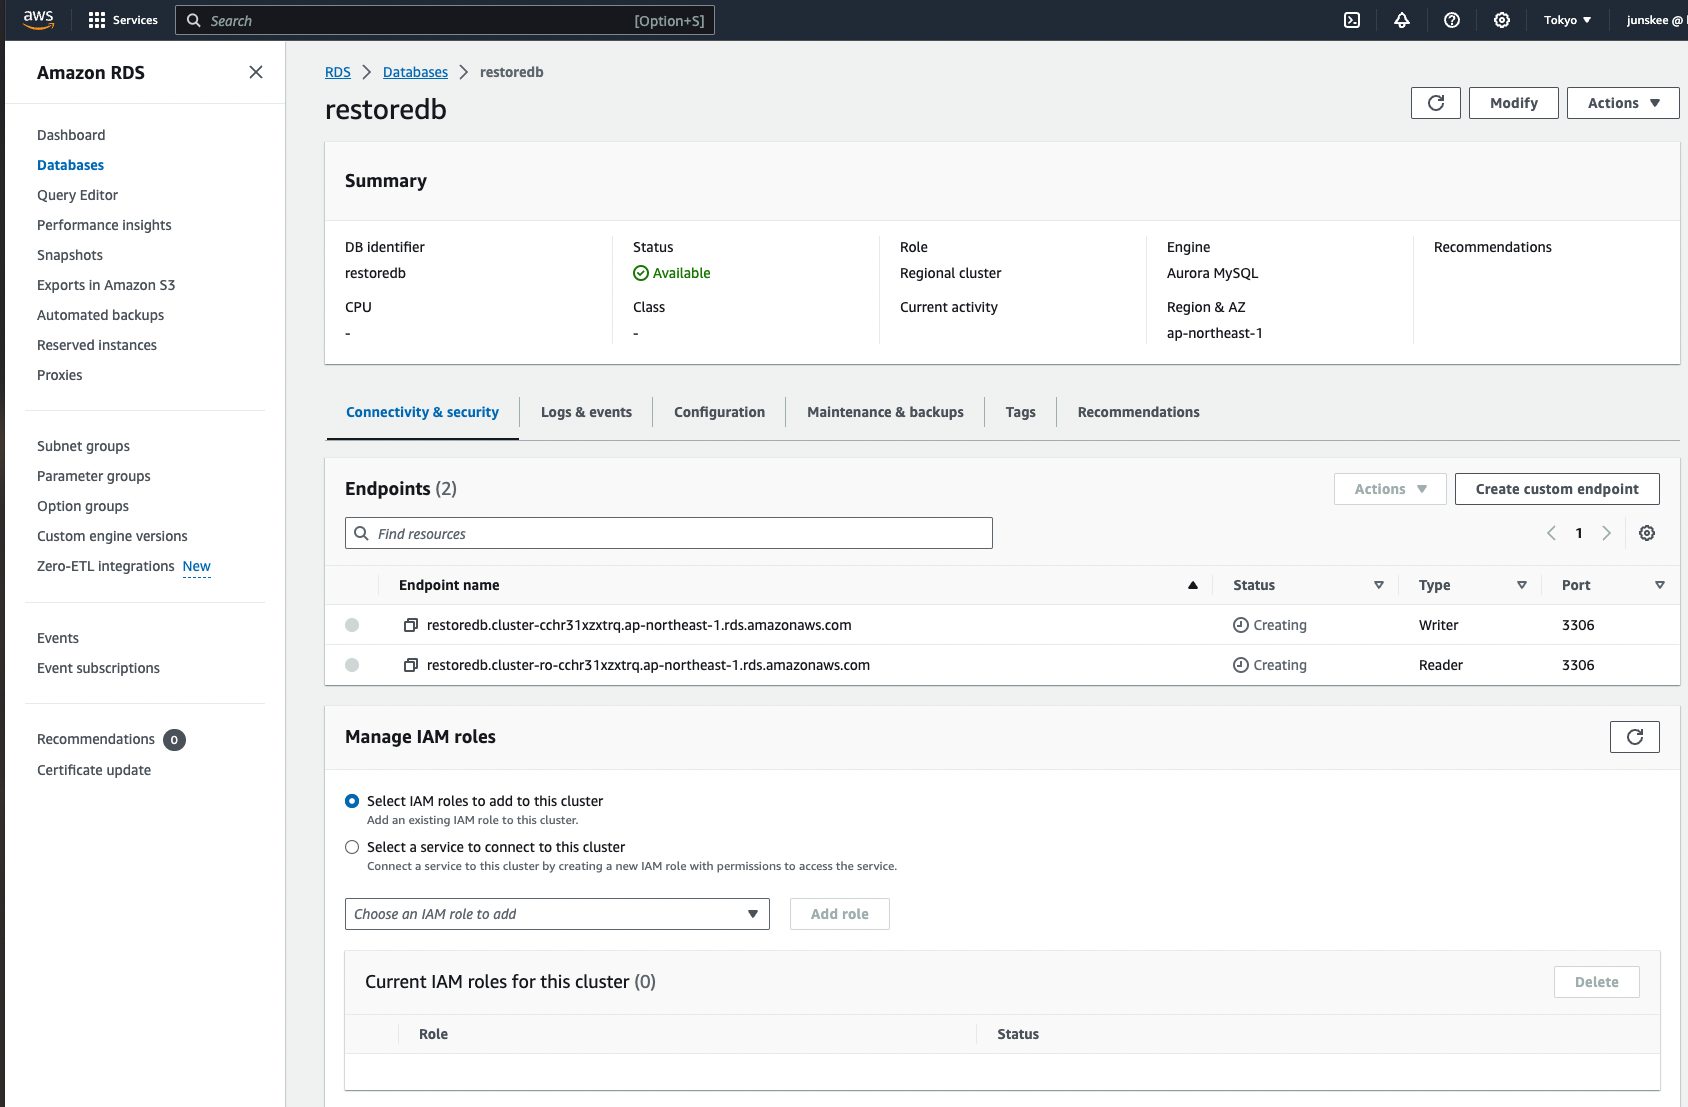 aws
Services
Search [Option+S]
Tokyo
junskee @
Amazon RDS
Dashboard
Databases
Query Editor
Performance insights
Snapshots
Exports in Amazon S3
Automated backups
Reserved instances
Proxies
Subnet groups
Parameter groups
Option groups
Custom engine versions
Zero-ETL integrations New
Events
Event subscriptions
Recommendations 0
Certificate update
RDS > Databases > restoredb
restoredb
Modify
Actions
Summary
DB identifier
restoredb
CPU
-
Status
Available
Class
-
Role
Regional cluster
Current activity
Engine
Aurora MySQL
Region & AZ
ap-northeast-1
Recommendations
Connectivity & security
Logs & events
Configuration
Maintenance & backups
Tags
Recommendations
Endpoints (2)
Actions
Create custom endpoint
Find resources
1
Endpoint name Status Type Port
restoredb.cluster-cchr31xzxtrq.ap-northeast-1.rds.amazonaws.com Creating Writer 3306
restoredb.cluster-ro-cchr31xzxtrq.ap-northeast-1.rds.amazonaws.com Creating Reader 3306
Manage IAM roles
Select IAM roles to add to this cluster
Add an existing IAM role to this cluster.
Select a service to connect to this cluster
Connect a service to this cluster by creating a new IAM role with permissions to access the service.
Choose an IAM role to add
Add role
Current IAM roles for this cluster (0)
Delete
Role Status